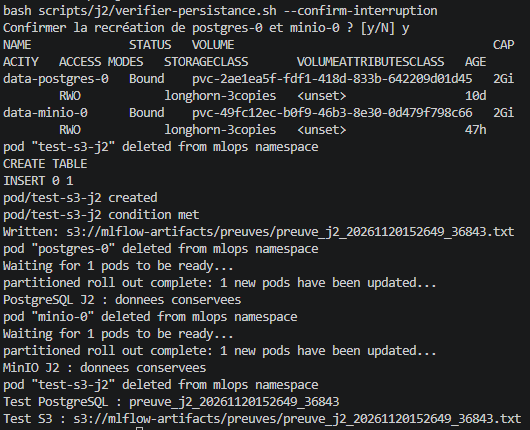 bash scripts/j2/verifier-persistance.sh --confirm-interruption
Confirmer la recréation de postgres-0 et minio-0 ? [y/N] y
NAME STATUS VOLUME CAP
ACITY ACCESS MODES STORAGECLASS VOLUMEATTRIBUTESCLASS AGE
data-postgres-0 Bound pvc-2ae1ea5f-fdf1-418d-833b-642209d01d45 2Gi
RWO longhorn-3copies <unset> 10d
data-minio-0 Bound pvc-49fc12ec-b0f9-46b3-8e30-0d479f798c66 2Gi
RWO longhorn-3copies <unset> 47h
pod "test-s3-j2" deleted from mlops namespace
CREATE TABLE
INSERT 0 1
pod/test-s3-j2 created
pod/test-s3-j2 condition met
Written: s3://mlflow-artifacts/preuves/preuve_j2_20261120152649_36843.txt
pod "postgres-0" deleted from mlops namespace
Waiting for 1 pods to be ready...
partitioned roll out complete: 1 new pods have been updated...
PostgreSQL J2 : donnees conservees
pod "minio-0" deleted from mlops namespace
Waiting for 1 pods to be ready...
partitioned roll out complete: 1 new pods have been updated...
MinIO J2 : donnees conservees
pod "test-s3-j2" deleted from mlops namespace
Test PostgreSQL : preuve_j2_20261120152649_36843
Test S3 : s3://mlflow-artifacts/preuves/preuve_j2_20261120152649_36843.txt